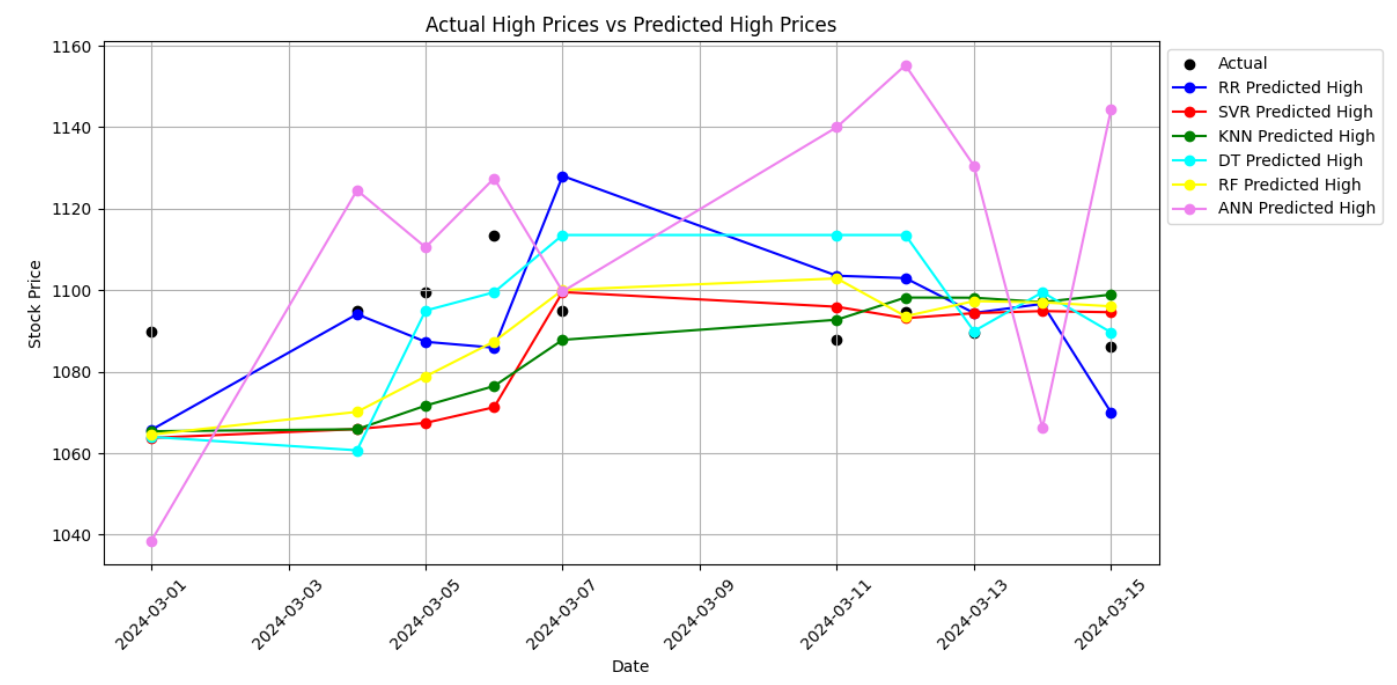 Actual High Prices vs Predicted High Prices
1160
1140
1120
1100
1080
1060
1040
Stock Price
2024-03-01
2024-03-03
2024-03-05
2024-03-07
2024-03-09
2024-03-11
2024-03-13
2024-03-15
Date
Actual
RR Predicted High
SVR Predicted High
KNN Predicted High
DT Predicted High
RF Predicted High
ANN Predicted High